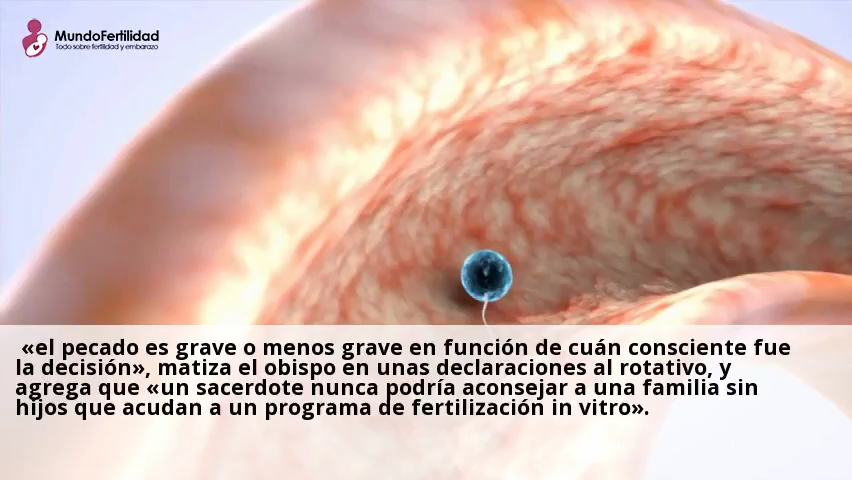 MundoFertilidad
Todo sobre fertilidad y embarazo
«el pecado es grave o menos grave en función de cuán consciente fue
la decisión», matiza el obispo en unas declaraciones al rotativo, y
agrega que «un sacerdote nunca podría aconsejar a una familia sin
hijos que acudan a un programa de fertilización in vitro».